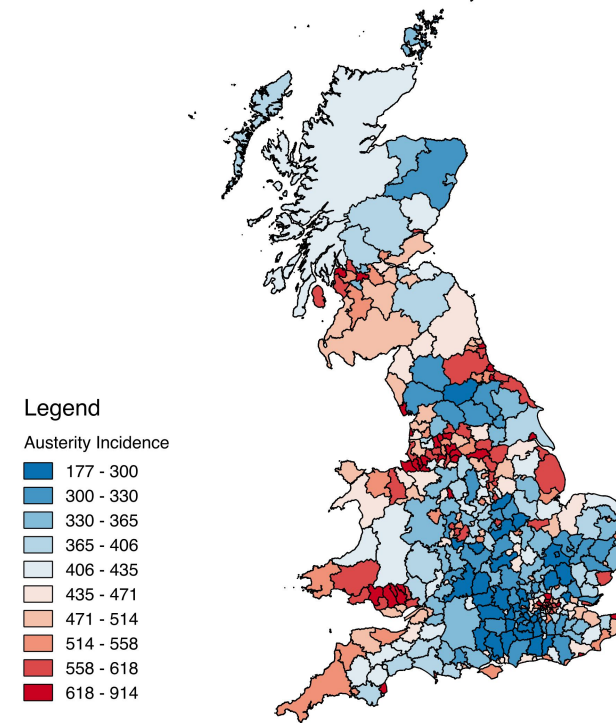 Legend
Austerity Incidence
177 - 300
300 - 330
330 - 365
365 - 406
406 - 435
435 - 471
471 - 514
514 - 558
558 - 618
618 - 914